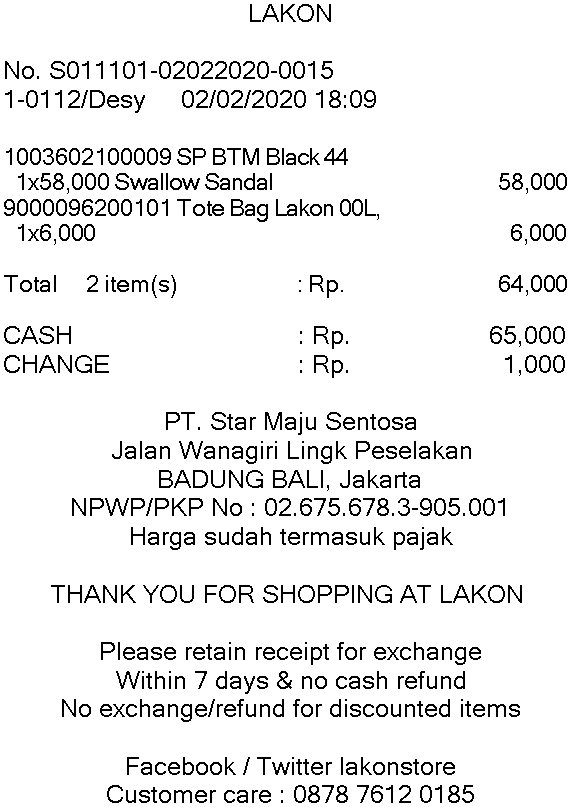 LAKON
No. S011101-02022020-0015
1-0112/Desy 02/02/2020 18:09
1003602100009 SP BTM Black 44
1x58,000 Swallow Sandal 58,000
9000096200101 Tote Bag Lakon 00L,
1x6,000 6,000
Total 2 item(s) : Rp. 64,000
CASH : Rp. 65,000
CHANGE : Rp. 1,000
PT. Star Maju Sentosa
Jalan Wanagiri Lingk Peselakan
BADUNG BALI, Jakarta
NPWP/PKP No : 02.675.678.3-905.001
Harga sudah termasuk pajak
THANK YOU FOR SHOPPING AT LAKON
Please retain receipt for exchange
Within 7 days & no cash refund
No exchange/refund for discounted items
Facebook / Twitter lakonstore
Customer care : 0878 7612 0185